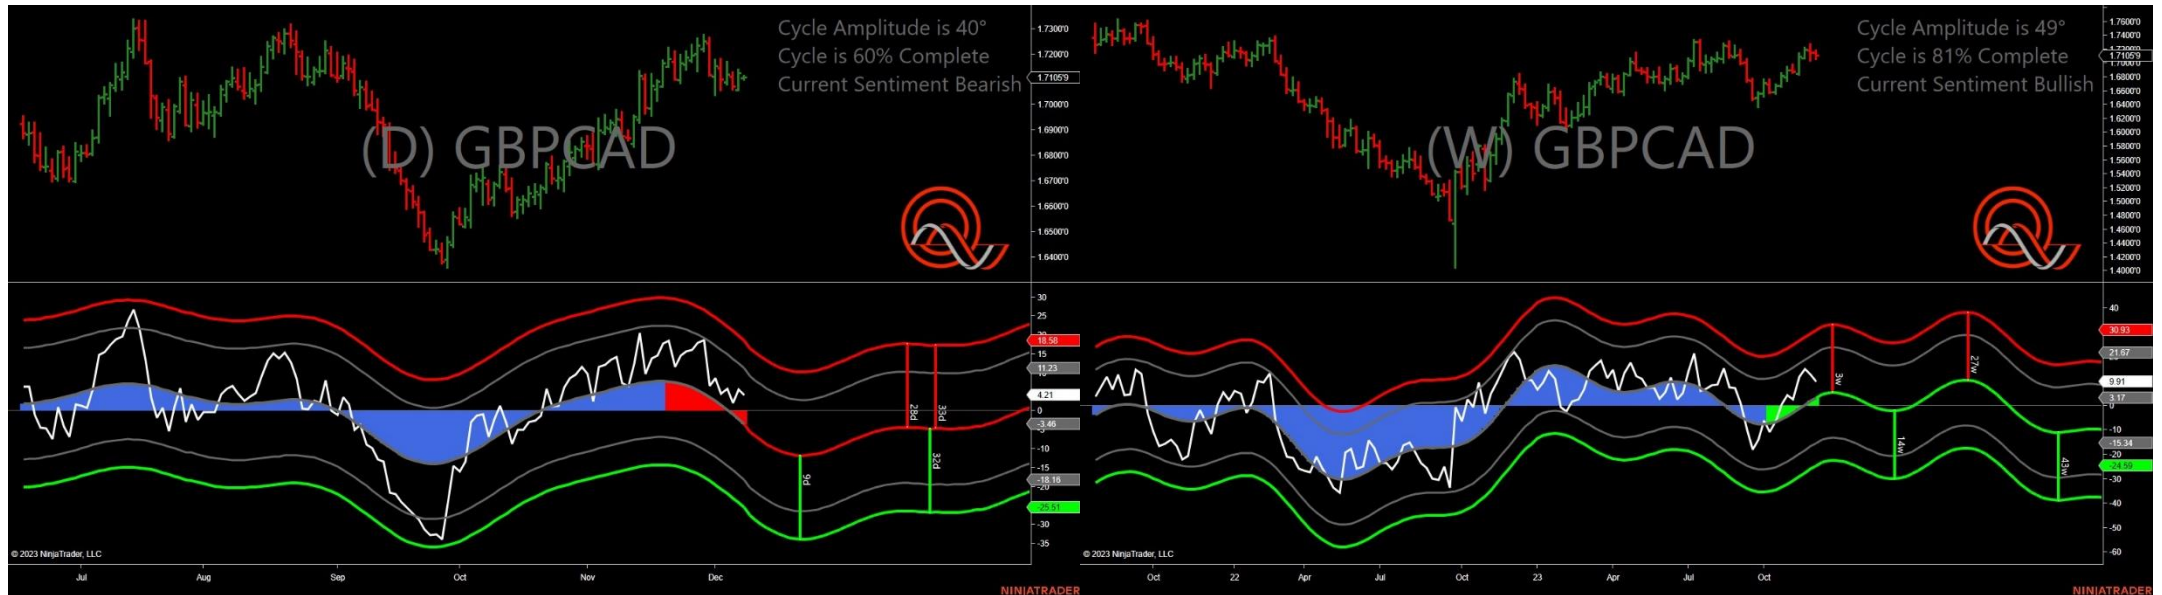 Cycle Amplitude is 40°
Cycle is 60% Complete
Current Sentiment Bearish
(D) GBPCAD
1.7300'0
1.7200'0
1.7105'9
1.7000'0
1.6900'0
1.6800'0
1.6700'0
1.6600'0
1.6500'0
1.6400'0
30
25
18.58
15
11.23
4.21
0
-3.46
-10
-15
-18.16
-25.51
-30
-35
28d
33d
9d
32d
© 2023 NinjaTrader, LLC
Jul
Aug
Sep
Oct
Nov
Dec
NINJATRADER
Cycle Amplitude is 49°
Cycle is 81% Complete
Current Sentiment Bullish
(W) GBPCAD
1.7600'0
1.7400'0
1.7105'9
1.7000'0
1.6800'0
1.6600'0
1.6400'0
1.6200'0
1.6000'0
1.5800'0
1.5600'0
1.5400'0
1.5200'0
1.5000'0
1.4800'0
1.4600'0
1.4400'0
1.4200'0
1.4000'0
40
30.93
21.67
9.91
3.17
0
-10
-15.34
-20
-24.59
-30
-40
-50
-60
3w
27w
14w
43w
© 2023 NinjaTrader, LLC
Oct
22
Apr
Jul
Oct
23
Apr
Jul
Oct
NINJATRADER